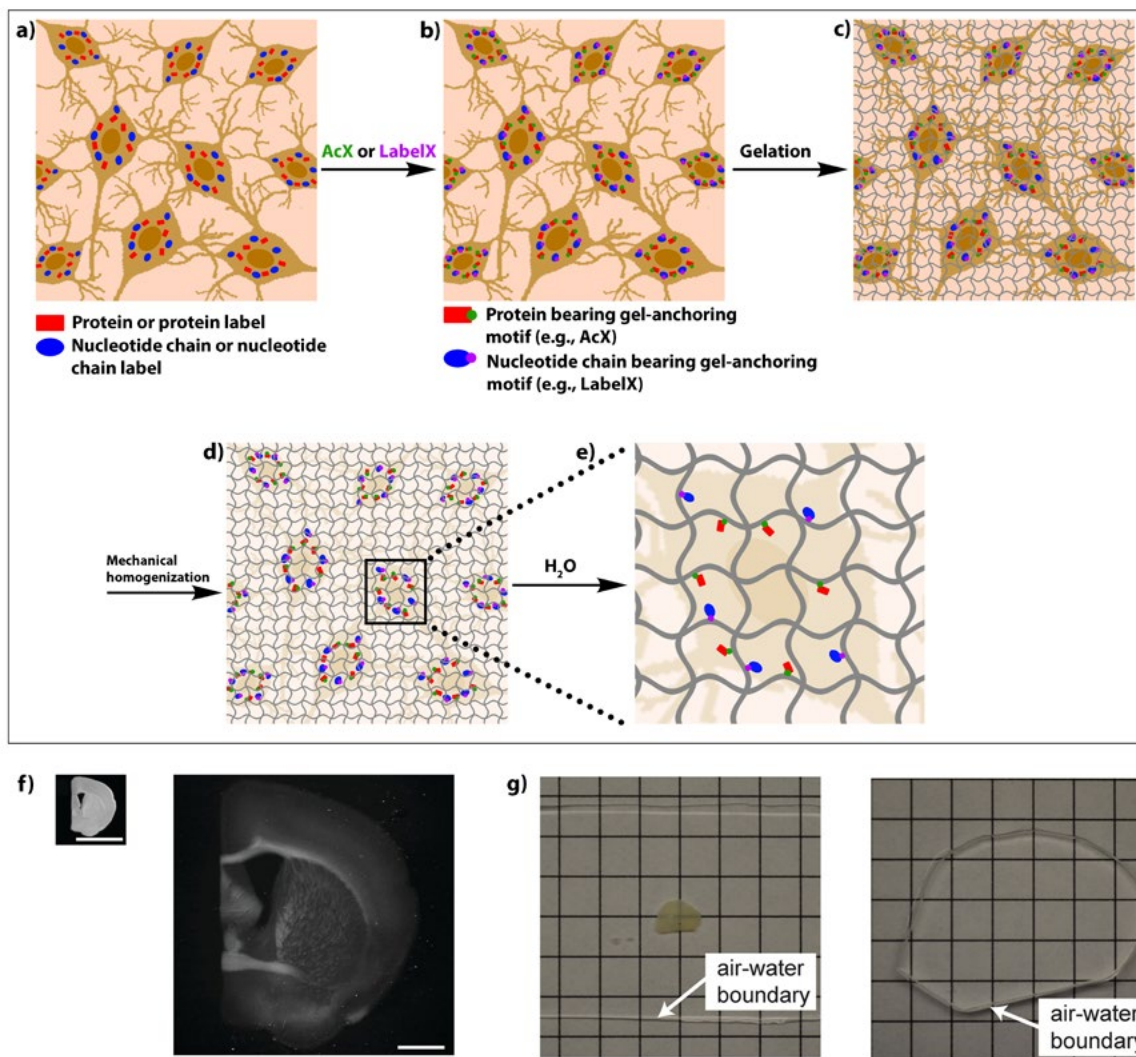 a)
b)
c)
AcX or LabelX
Gelation
Protein or protein label
Nucleotide chain or nucleotide
chain label
Protein bearing gel-anchoring
motif (e.g., AcX)
Nucleotide chain bearing gel-anchoring
motif (e.g., LabelX)
d)
e)
Mechanical
homogenization
H2O
f)
g)
air-water
boundary
air-water
boundary